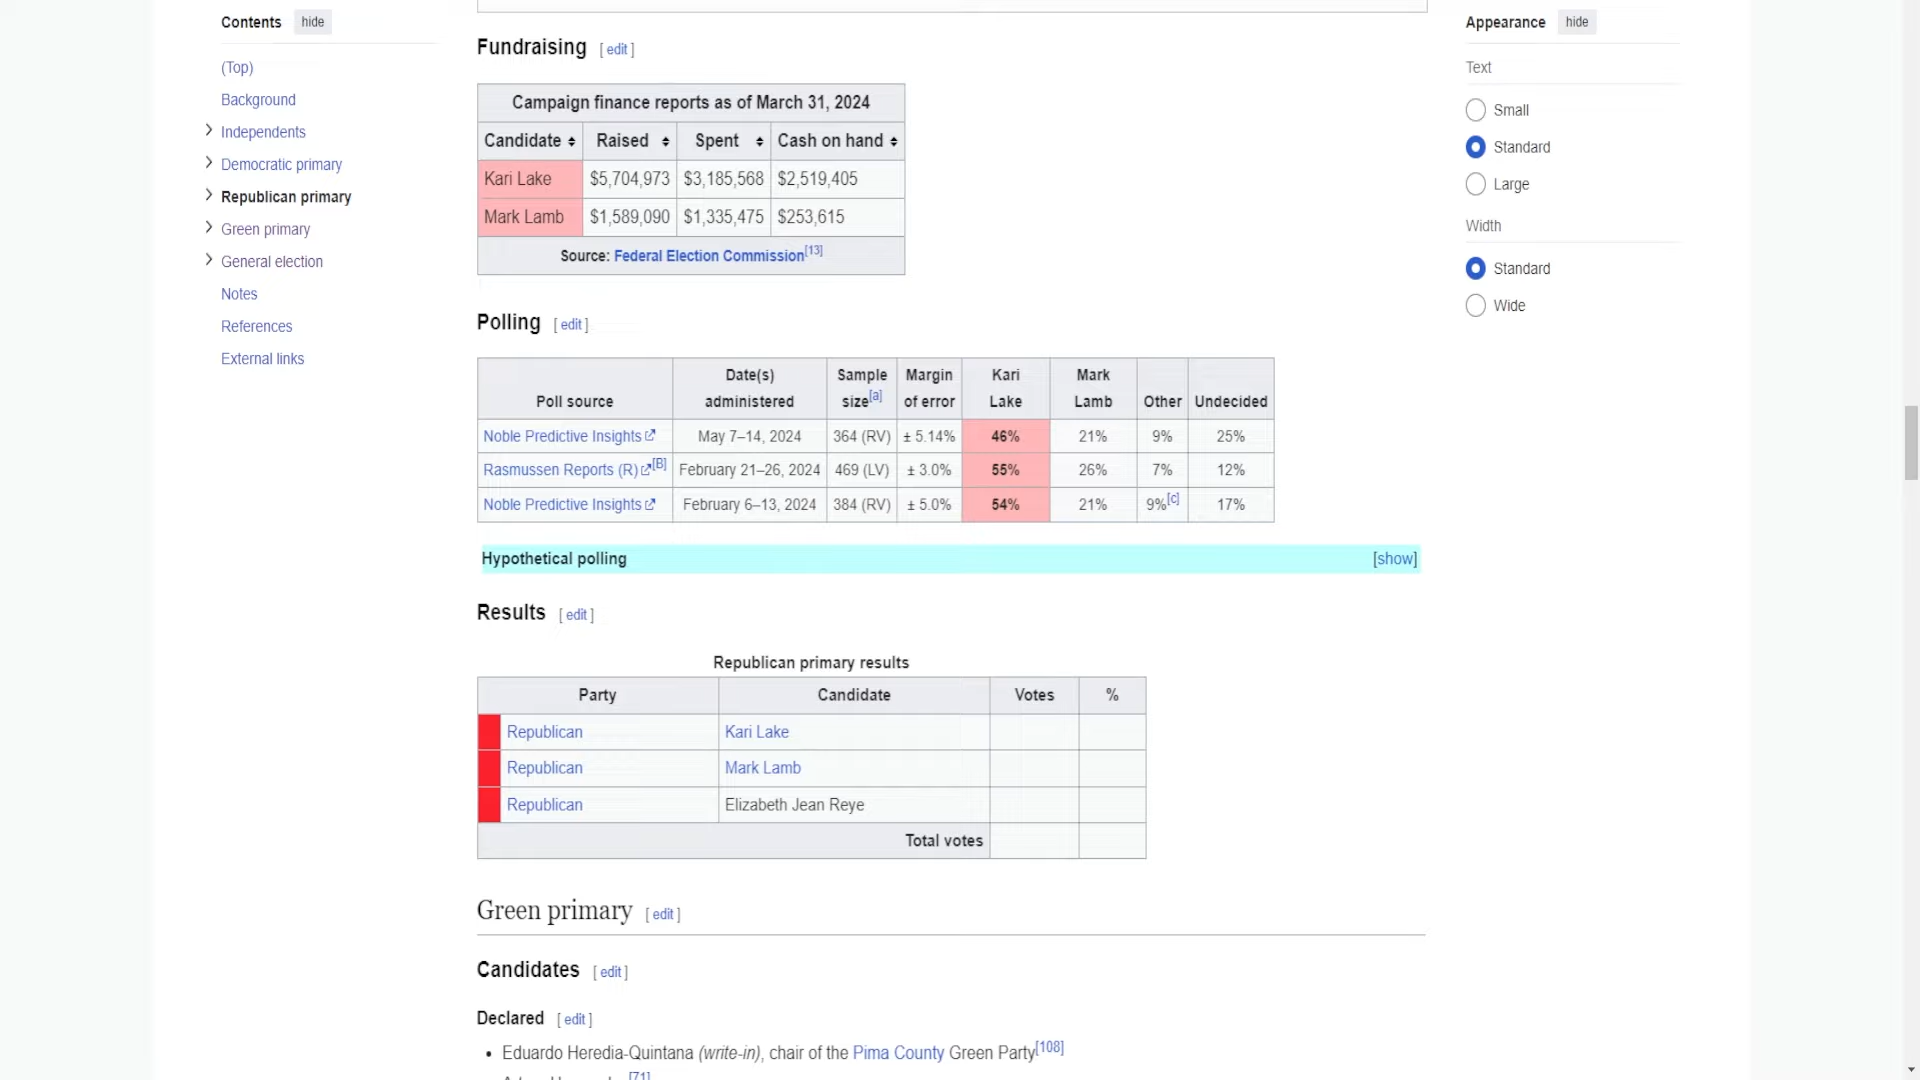 Contents hide
(Top)
Background
Independents
Democratic primary
Republican primary
Green primary
General election
Notes
References
External links
Fundraising [ edit ]
Campaign finance reports as of March 31, 2024
Candidate Raised Spent Cash on hand
Kari Lake $5,704,973 $3,185,568 $2,519,405
Mark Lamb $1,589,090 $1,335,475 $253,615
Source: Federal Election Commission[13]
Polling [ edit ]
Poll source Date(s) administered Sample size[a] Margin of error Kari Lake Mark Lamb Other Undecided
Noble Predictive Insights May 7–14, 2024 364 (RV) ± 5.14% 46% 21% 9% 25%
Rasmussen Reports (R)[B] February 21–26, 2024 469 (LV) ± 3.0% 55% 26% 7% 12%
Noble Predictive Insights February 6–13, 2024 384 (RV) ± 5.0% 54% 21% 9%[c] 17%
Hypothetical polling [show]
Results [ edit ]
Republican primary results
Party Candidate Votes %
Republican Kari Lake
Republican Mark Lamb
Republican Elizabeth Jean Reye
Total votes
Green primary [ edit ]
Candidates [ edit ]
Declared [ edit ]
• Eduardo Heredia-Quintana (write-in), chair of the Pima County Green Party[108]
[71]
Appearance hide
Text
Small
Standard
Large
Width
Standard
Wide